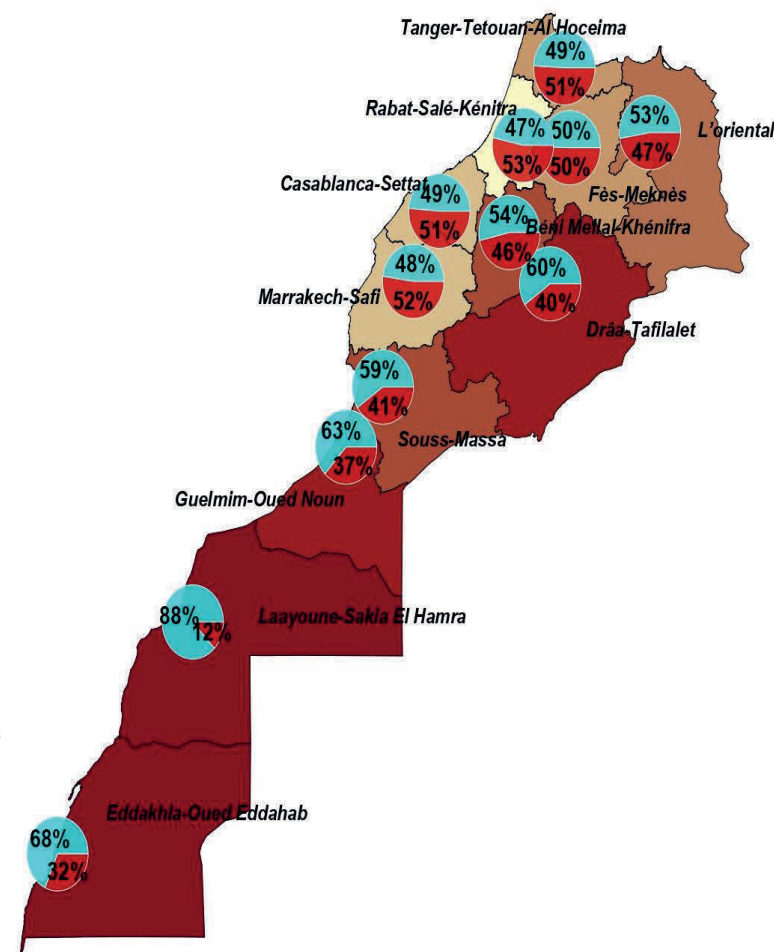 Tanger-Tetouan-Al Hoceima
49%
51%
Rabat-Salé-Kénitra
47%
53%
50%
50%
Fès-Meknès
53%
47%
L'oriental
Casablanca-Settat
49%
51%
54%
46%
Béni Mellal-Khénifra
Marrakech-Safi
48%
52%
60%
40%
Drâa-Tafilalet
59%
41%
Souss-Massa
63%
37%
Guelmim-Oued Noun
88%
12%
Laayoune-Sakia El Hamra
Eddakhla-Oued Eddahab
68%
32%